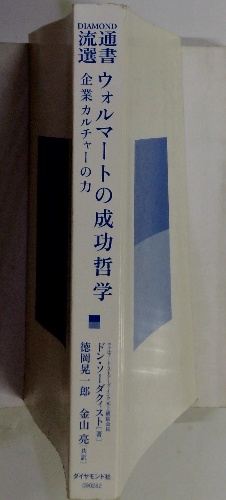 DIAMOND
流通選書
ウォルマートの成功哲学
企業カルチャーの力
ドン・ソーダクィスト[著]
徳岡晃一郎 金山亮 共訳
ダイヤモンド社
090242